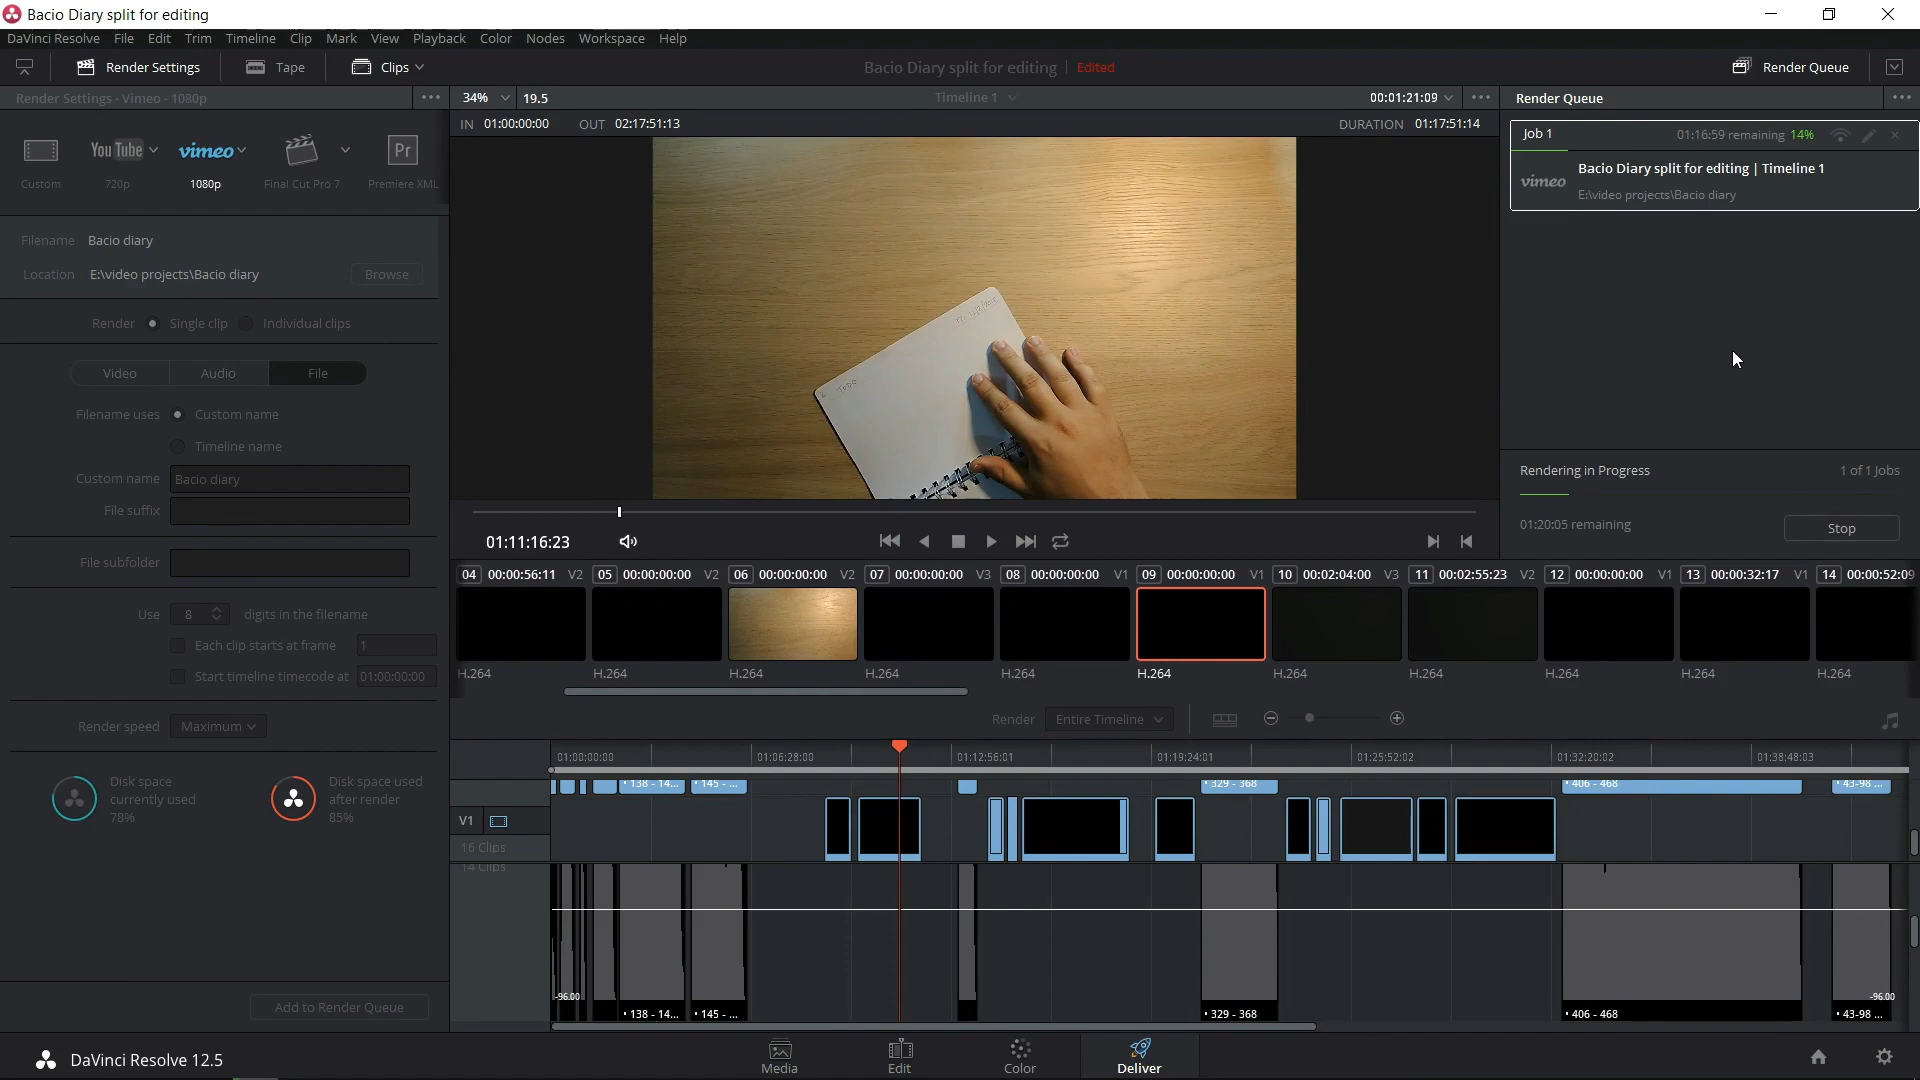 Bacio Diary split for editing
DaVinci Resolve File Edit Trim Timeline Clip Mark View Playback Color Nodes Workspace Help
Render Settings Tape Clips Bacio Diary split for editing Edited Render Queue
Render Settings - Vimeo - 1080p 34% 19.5 Timeline 1 00:01:21:09 Render Queue
IN 01:00:00:00 OUT 02:17:51:13 DURATION 01:17:51:14
Job 1 01:16:59 remaining 14%
YouTube vimeo Pr
Custom 720p 1080p Final Cut Pro 7 Premiere XML
vimeo Bacio Diary split for editing | Timeline 1
E:\video projects\Bacio diary
Filename Bacio diary
Location E:\video projects\Bacio diary Browse
Render Single clip Individual clips
Video Audio File
Filename uses Custom name
Timeline name
Custom name Bacio diary
File suffix
File subfolder
Use 8 digits in the filename
Each clip starts at frame 1
Start timeline timecode at 01:00:00:00
Render speed Maximum
Disk space currently used 78%
Disk space used after render 85%
Add to Render Queue
2 Todo
Rendering in Progress 1 of 1 Jobs
01:20:05 remaining Stop
01:11:16:23
04 00:00:56:11 V2 05 00:00:00:00 V2 06 00:00:00:00 V2 07 00:00:00:00 V3 08 00:00:00:00 V1 09 00:00:00:00 V1 10 00:02:04:00 V3 11 00:02:55:23 V2 12 00:00:00:00 V1 13 00:00:32:17 V1 14 00:00:52:09
H.264 H.264 H.264 H.264 H.264 H.264 H.264 H.264 H.264 H.264 H.264
Render Entire Timeline
01:00:00:00 01:06:28:00 01:12:56:01 01:19:24:01 01:25:52:02 01:32:20:02 01:38:48:03
• 138 - 14... • 145 - ... • 329 - 368 • 406 - 468 • 43-98 ...
V1
16 Clips
14 Clips
-96.00 -96.00
• 138 - 14... • 145 - ... • 329 - 368 • 406 - 468 • 43-98 ...
DaVinci Resolve 12.5 Media Edit Color Deliver